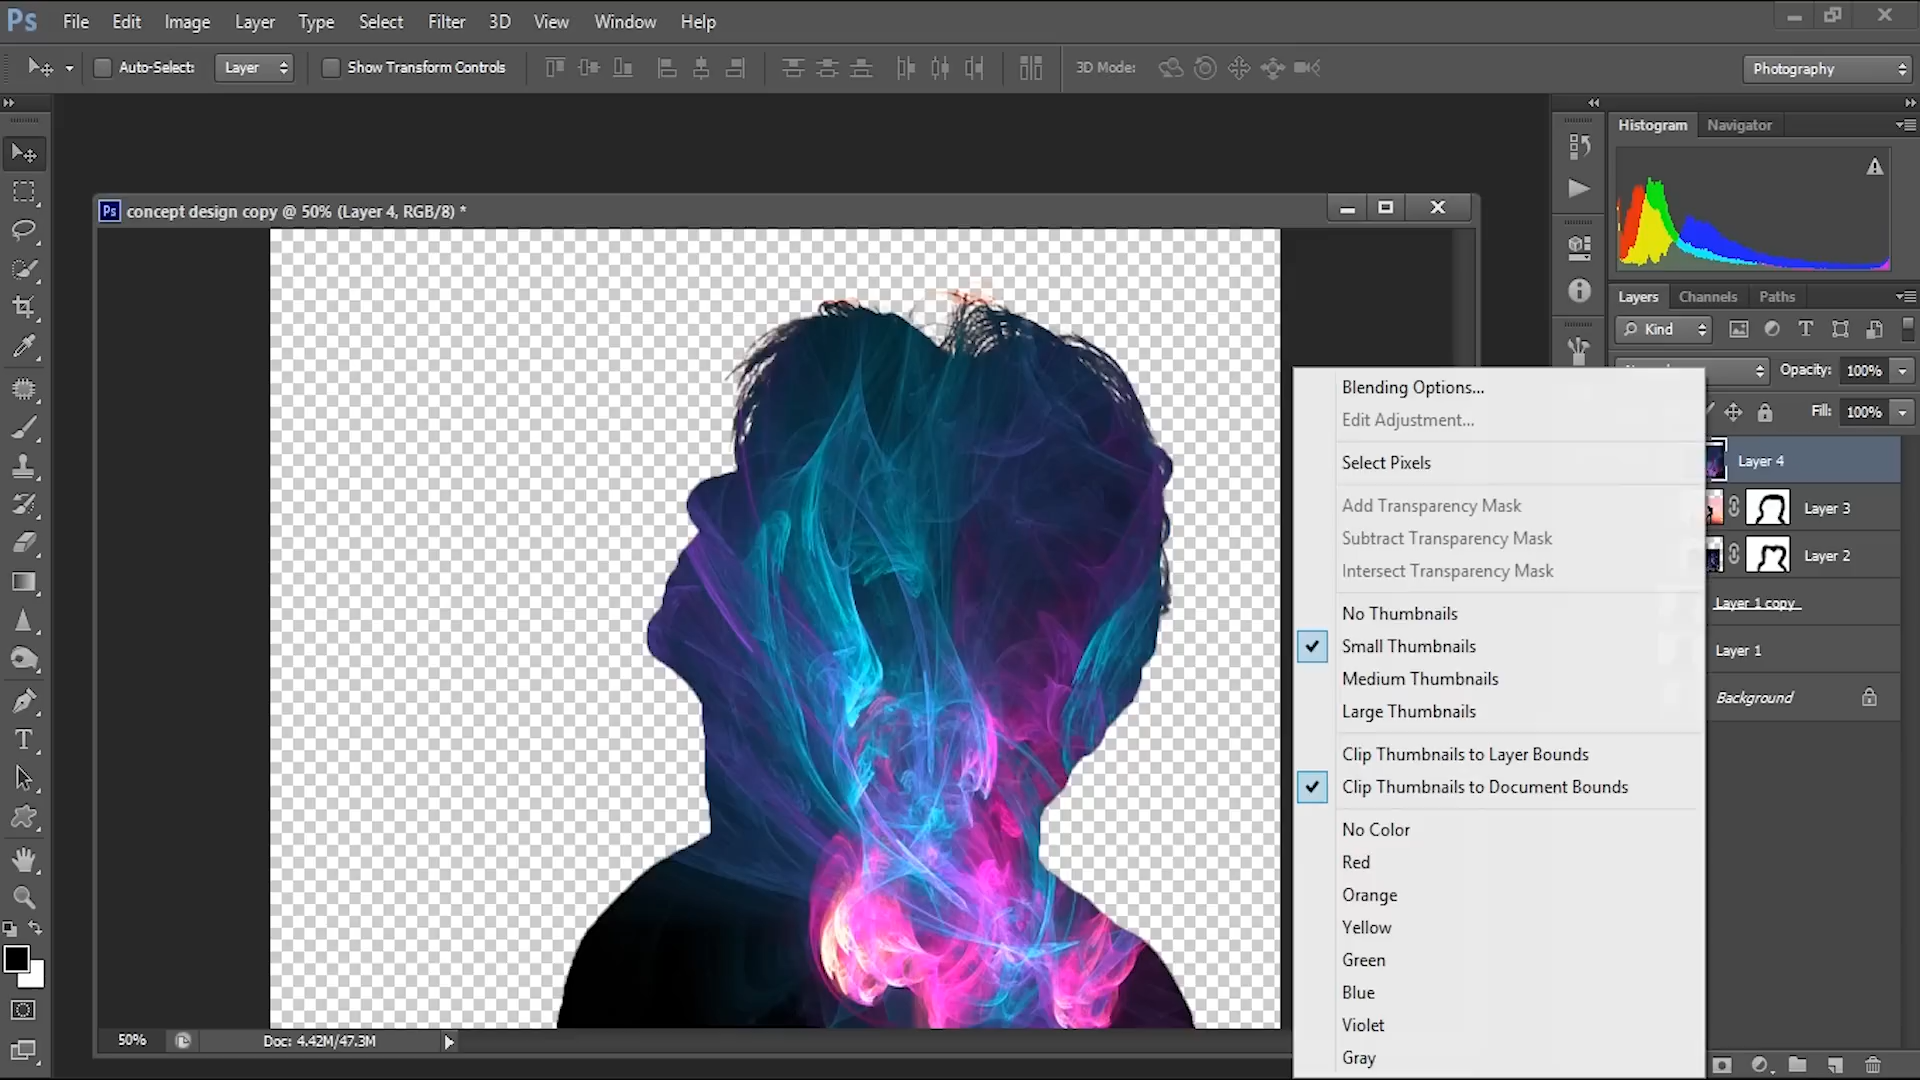 Ps File Edit Image Layer Type Select Filter 3D View Window Help
Auto-Select: Layer Show Transform Controls 3D Mode: Photography
Histogram Navigator
Ps concept design copy @ 50% (Layer 4, RGB/8) *
Layers Channels Paths
Kind
Opacity: 100%
Fill: 100%
Layer 4
Layer 3
Layer 2
Layer 1 copy
Layer 1
Background
Blending Options...
Edit Adjustment...
Select Pixels
Add Transparency Mask
Subtract Transparency Mask
Intersect Transparency Mask
No Thumbnails
Small Thumbnails
Medium Thumbnails
Large Thumbnails
Clip Thumbnails to Layer Bounds
Clip Thumbnails to Document Bounds
No Color
Red
Orange
Yellow
Green
Blue
Violet
Gray
50% Doc: 4.42M/47.3M